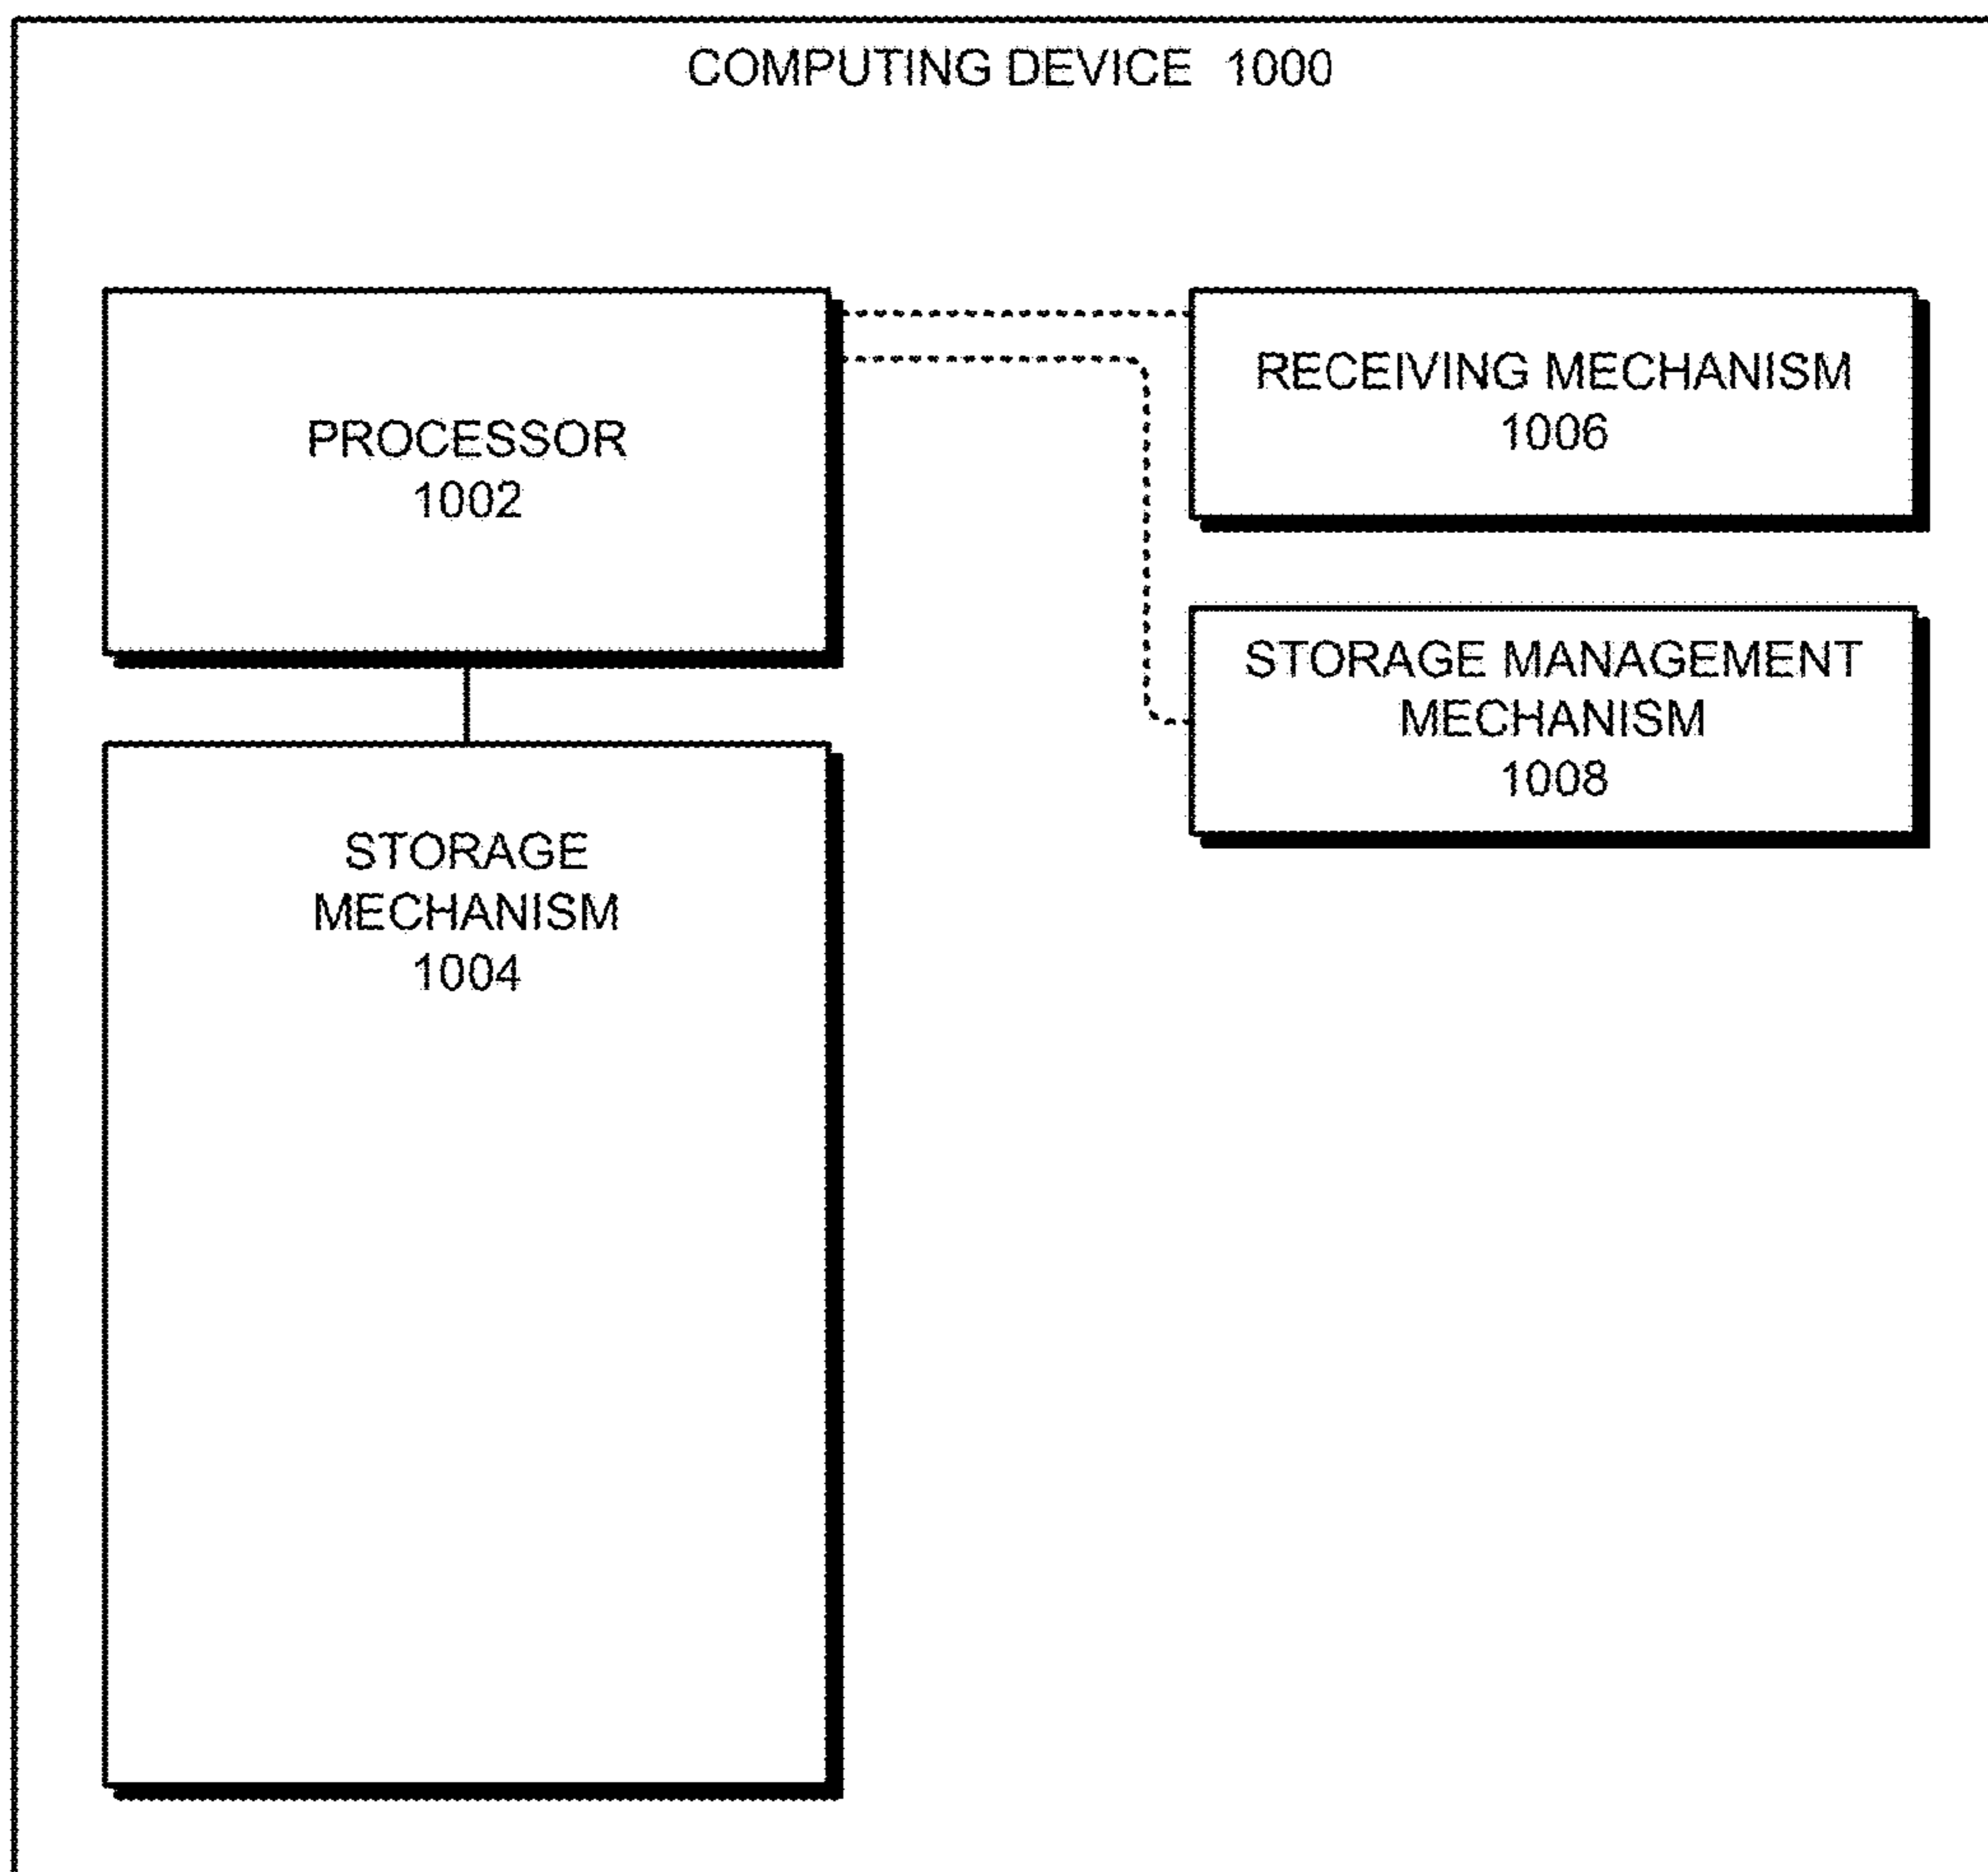 COMPUTING DEVICE 1000
PROCESSOR
1002
RECEIVING MECHANISM
1006
STORAGE MANAGEMENT
MECHANISM
1008
STORAGE
MECHANISM
1004